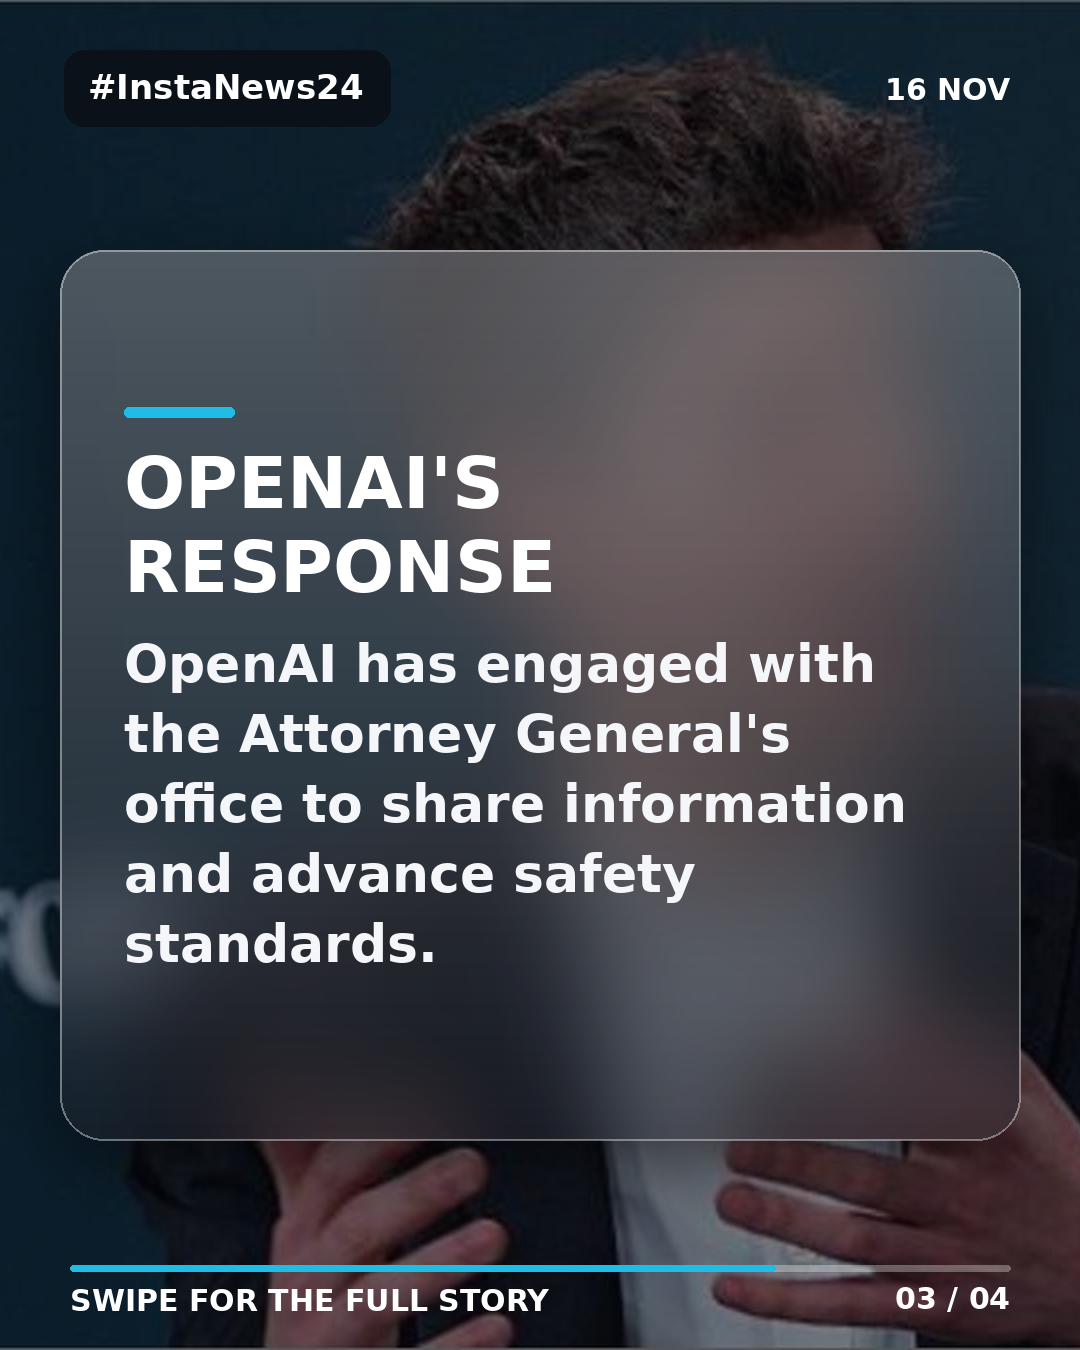 #InstaNews24
16 NOV
OPENAI'S
RESPONSE
OpenAI has engaged with
the Attorney General's
office to share information
and advance safety
standards.
SWIPE FOR THE FULL STORY
03 / 04